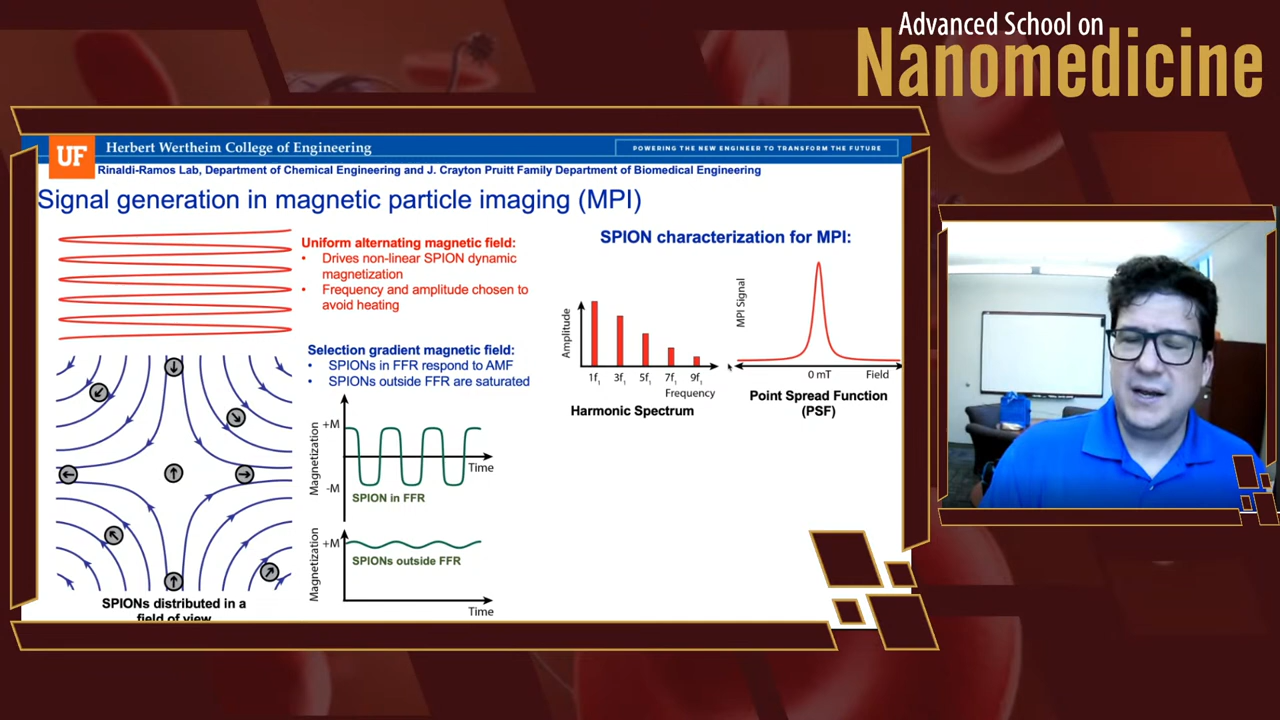 Advanced School on
Nanomedicine
UF
Herbert Wertheim College of Engineering
POWERING THE NEW ENGINEER TO TRANSFORM THE FUTURE
Rinaldi-Ramos Lab, Department of Chemical Engineering and J. Crayton Pruitt Family Department of Biomedical Engineering
Signal generation in magnetic particle imaging (MPI)
Uniform alternating magnetic field:
• Drives non-linear SPION dynamic
magnetization
• Frequency and amplitude chosen to
avoid heating
Selection gradient magnetic field:
• SPIONs in FFR respond to AMF
• SPIONs outside FFR are saturated
+M
Magnetization
Time
-M
SPION in FFR
+M
Magnetization
SPIONs outside FFR
Time
SPIONs distributed in a
field of view
SPION characterization for MPI:
Amplitude
1f₁ 3f₁ 5f₁ 7f₁ 9f₁
Frequency
Harmonic Spectrum
MPI Signal
0 mT
Field
Point Spread Function
(PSF)